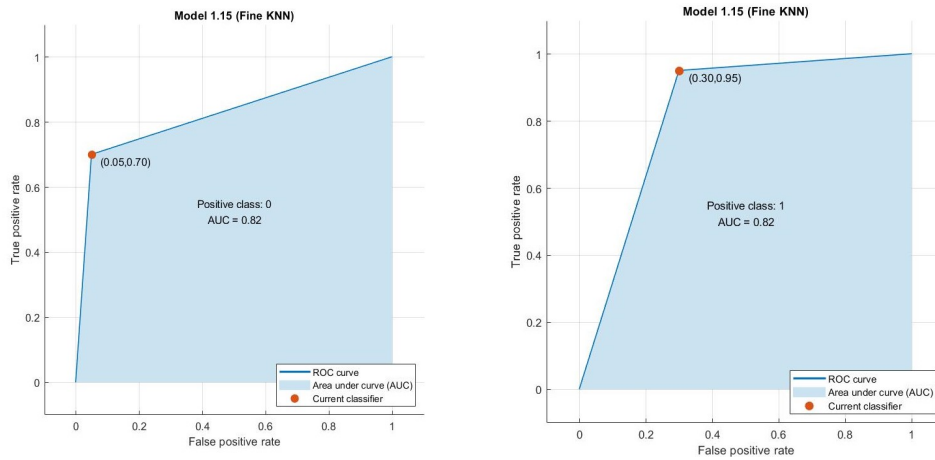 Model 1.15 (Fine KNN)
True positive rate
1
0.8
0.6
0.4
0.2
0
(0.05,0.70)
Positive class: 0
AUC = 0.82
ROC curve
Area under curve (AUC)
Current classifier
0
0.2
0.4
0.6
0.8
1
False positive rate
Model 1.15 (Fine KNN)
True positive rate
1
0.8
0.6
0.4
0.2
0
(0.30,0.95)
Positive class: 1
AUC = 0.82
ROC curve
Area under curve (AUC)
Current classifier
0
0.2
0.4
0.6
0.8
1
False positive rate